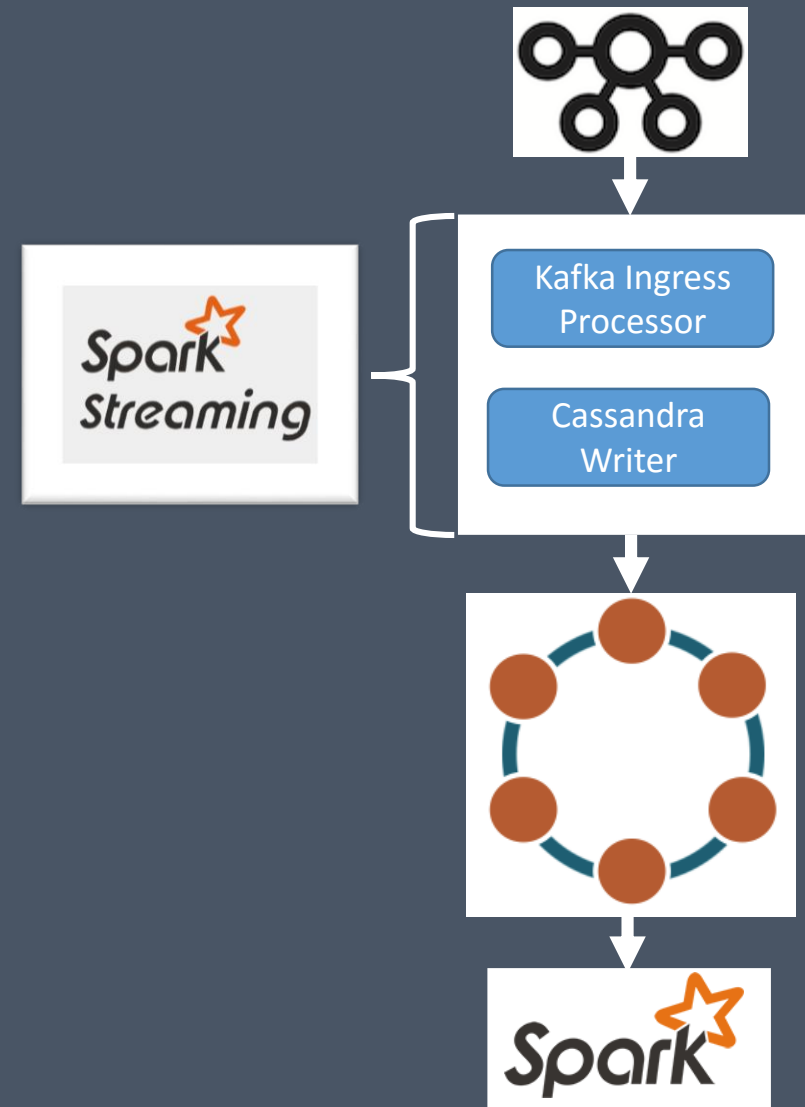 Spark
Streaming
Kafka Ingress
Processor
Cassandra
Writer
Spark